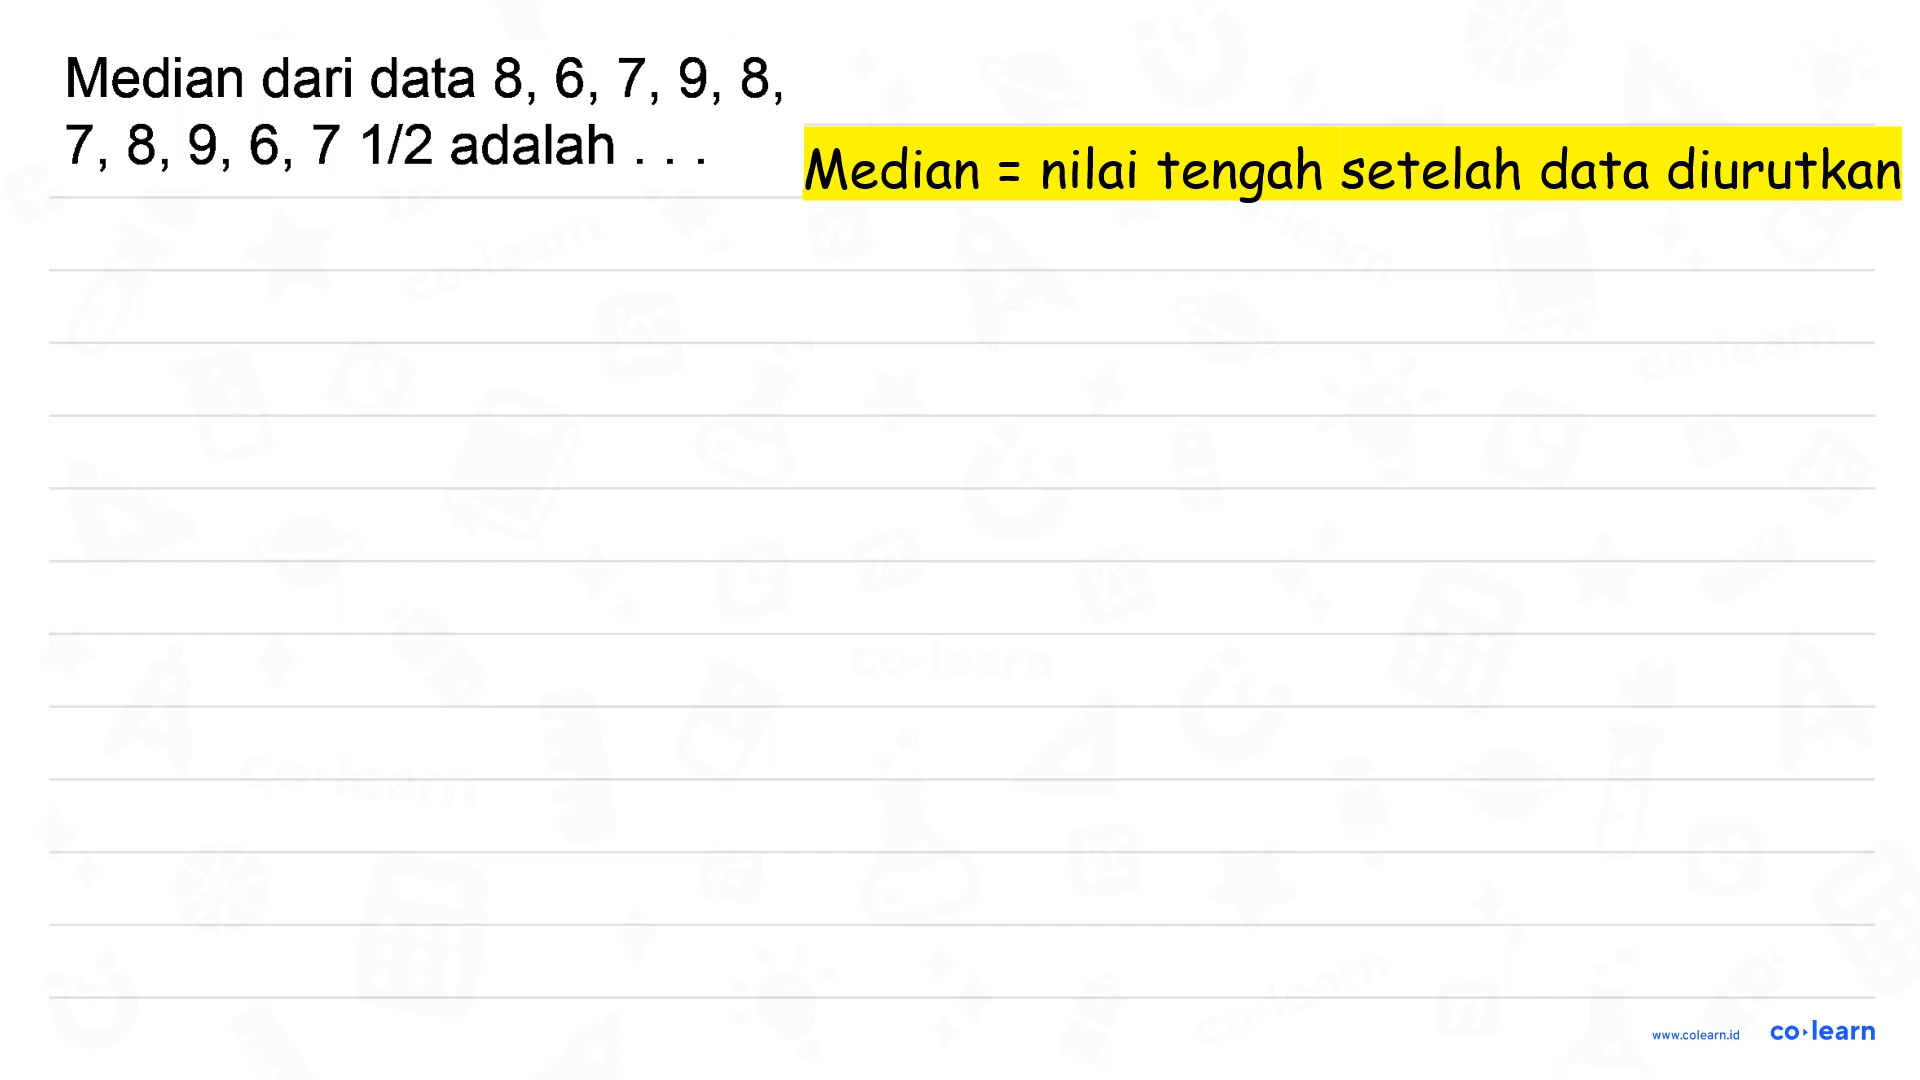 Median dari data 8, 6, 7, 9, 8,
7, 8, 9, 6, 7 1/2 adalah . . .
Median = nilai tengah setelah data diurutkan
www.colearn.id co·learn